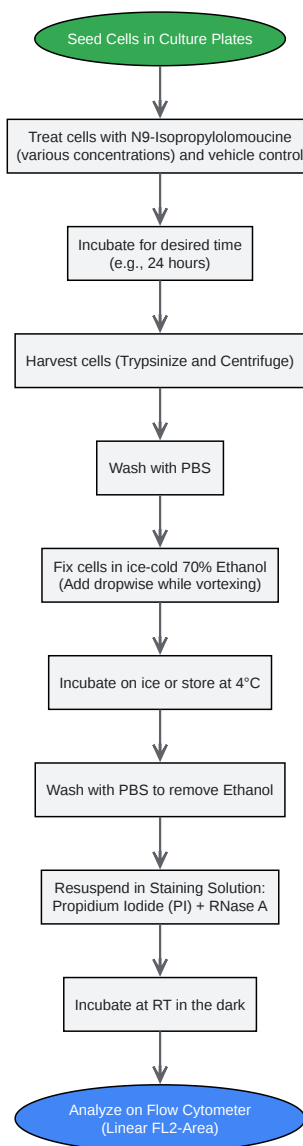 Seed Cells in Culture Plates
Treat cells with N9-Isopropylolomoucine
(various concentrations) and vehicle control
Incubate for desired time
(e.g., 24 hours)
Harvest cells (Trypsinize and Centrifuge)
Wash with PBS
Fix cells in ice-cold 70% Ethanol
(Add dropwise while vortexing)
Incubate on ice or store at 4°C
Wash with PBS to remove Ethanol
Resuspend in Staining Solution:
Propidium Iodide (PI) + RNase A
Incubate at RT in the dark
Analyze on Flow Cytometer
(Linear FL2-Area)